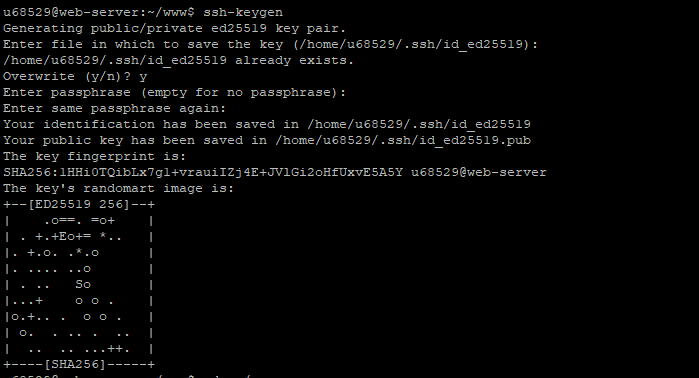 u68529@web-server:~/www$ ssh-keygen
Generating public/private ed25519 key pair.
Enter file in which to save the key (/home/u68529/.ssh/id_ed25519):
/home/u68529/.ssh/id_ed25519 already exists.
Overwrite (y/n)? y
Enter passphrase (empty for no passphrase):
Enter same passphrase again:
Your identification has been saved in /home/u68529/.ssh/id_ed25519
Your public key has been saved in /home/u68529/.ssh/id_ed25519.pub
The key fingerprint is:
SHA256:lHHi0TQibLx7gl+vrauiIZj4E+JVlGi2oHfUxvE5A5Y u68529@web-server
The key's randomart image is:
+--[ED25519 256]--+
|    .o==. =o+    |
| . +.+Eo+= *..   |
|. +.o. .*.o      |
|. .... ..o       |
| . ..   So       |
|...+    o o .    |
|o.+.. .  o o .   |
| o.  . .. .  ..  |
|  ..  .. ...++.  |
+----[SHA256]-----+